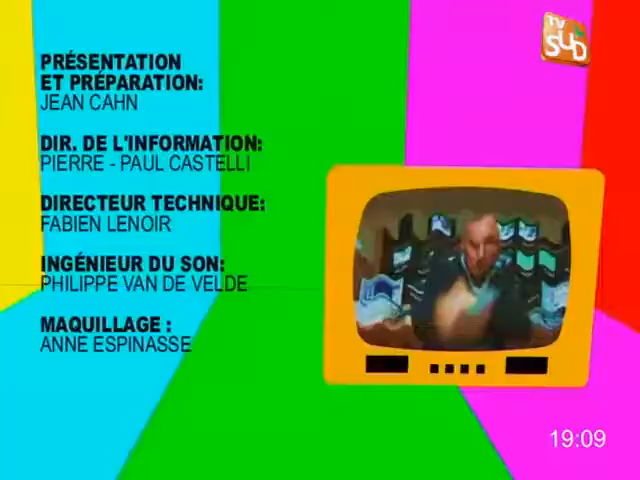 PRÉSENTATION
ET PRÉPARATION:
JEAN CAHN
DIR. DE L'INFORMATION:
PIERRE - PAUL CASTELLI
DIRECTEUR TECHNIQUE:
FABIEN LENOIR
INGÉNIEUR DU SON:
PHILIPPE VAN DE VELDE
MAQUILLAGE :
ANNE ESPINASSE
TV
SUD
19:09